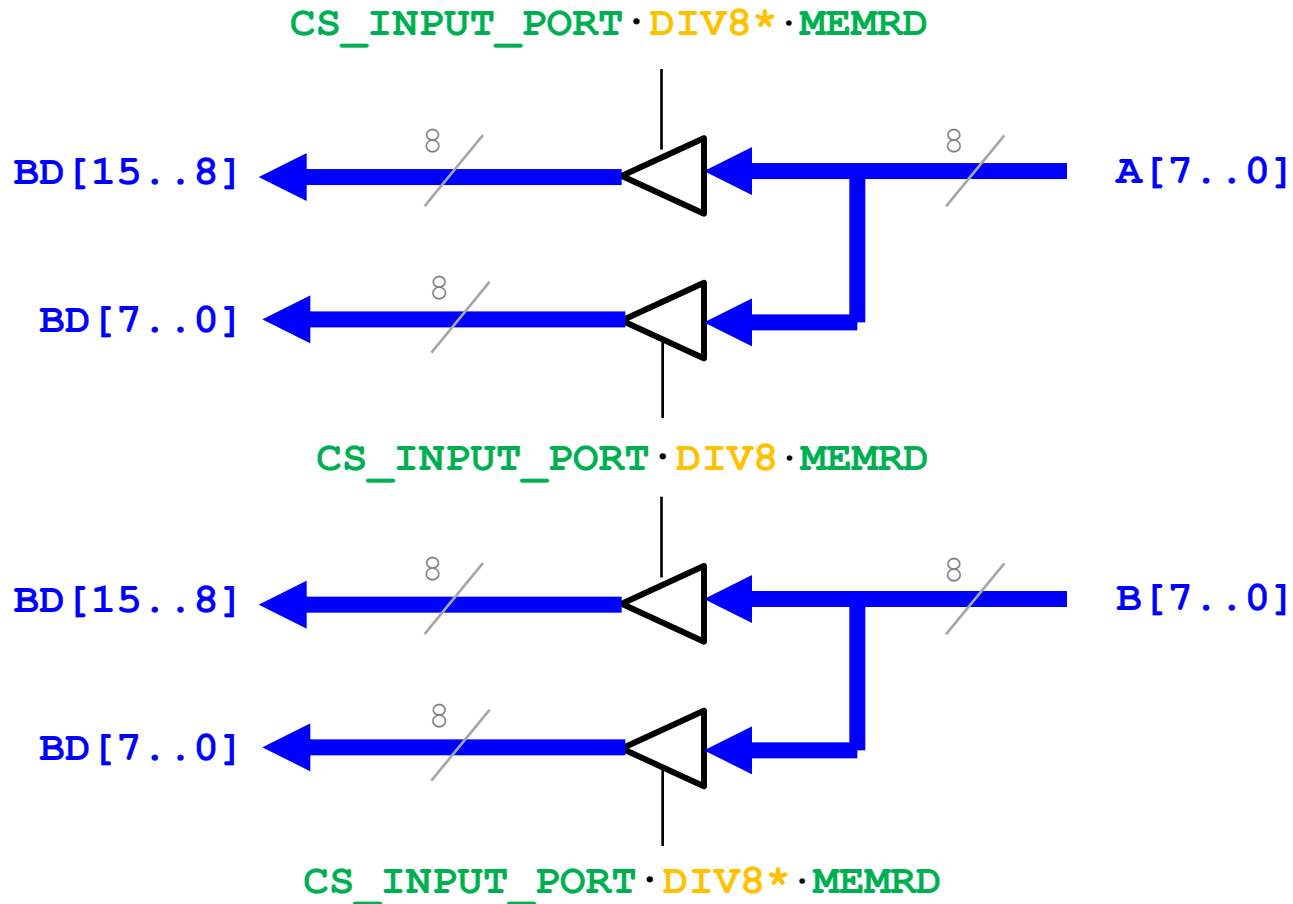 CS_INPUT_PORT·DIV8*·MEMRD
8 8
BD[15..8] A[7..0]
8
BD[7..0]
CS_INPUT_PORT·DIV8·MEMRD
8 8
BD[15..8] B[7..0]
8
BD[7..0]
CS_INPUT_PORT·DIV8*·MEMRD